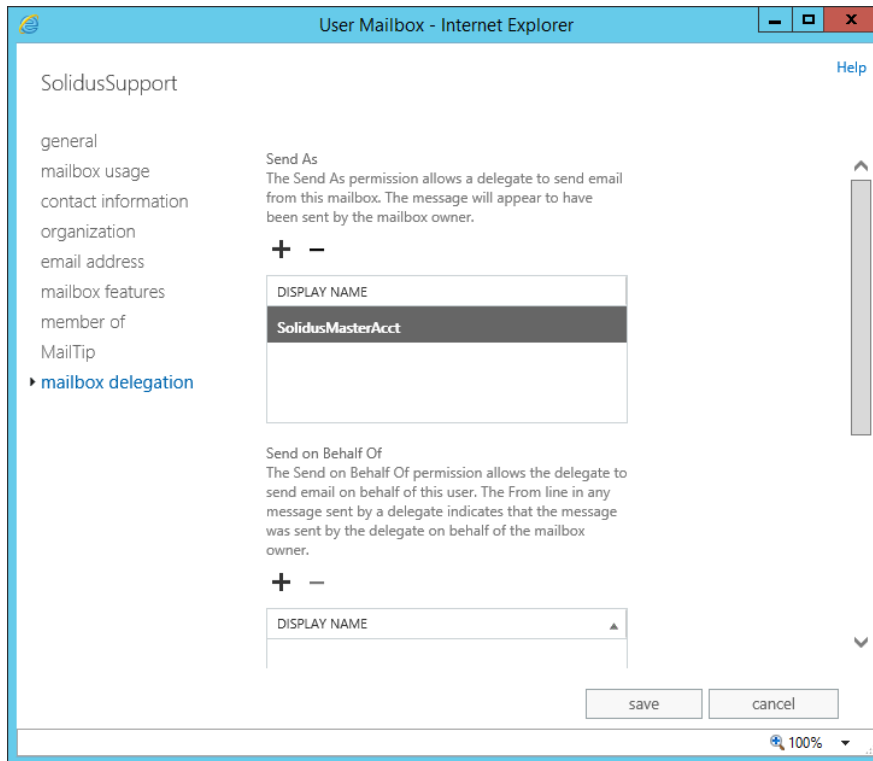 User Mailbox - Internet Explorer
Help
SolidusSupport
general
mailbox usage
contact information
organization
email address
mailbox features
member of
MailTip
mailbox delegation
Send As
The Send As permission allows a delegate to send email
from this mailbox. The message will appear to have
been sent by the mailbox owner.
DISPLAY NAME
SolidusMasterAcct
Send on Behalf Of
The Send on Behalf Of permission allows the delegate to
send email on behalf of this user. The From line in any
message sent by a delegate indicates that the message
was sent by the delegate on behalf of the mailbox
owner.
DISPLAY NAME
save
cancel
100%